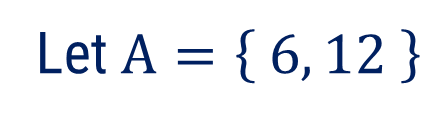 Let A = { 6, 12 }